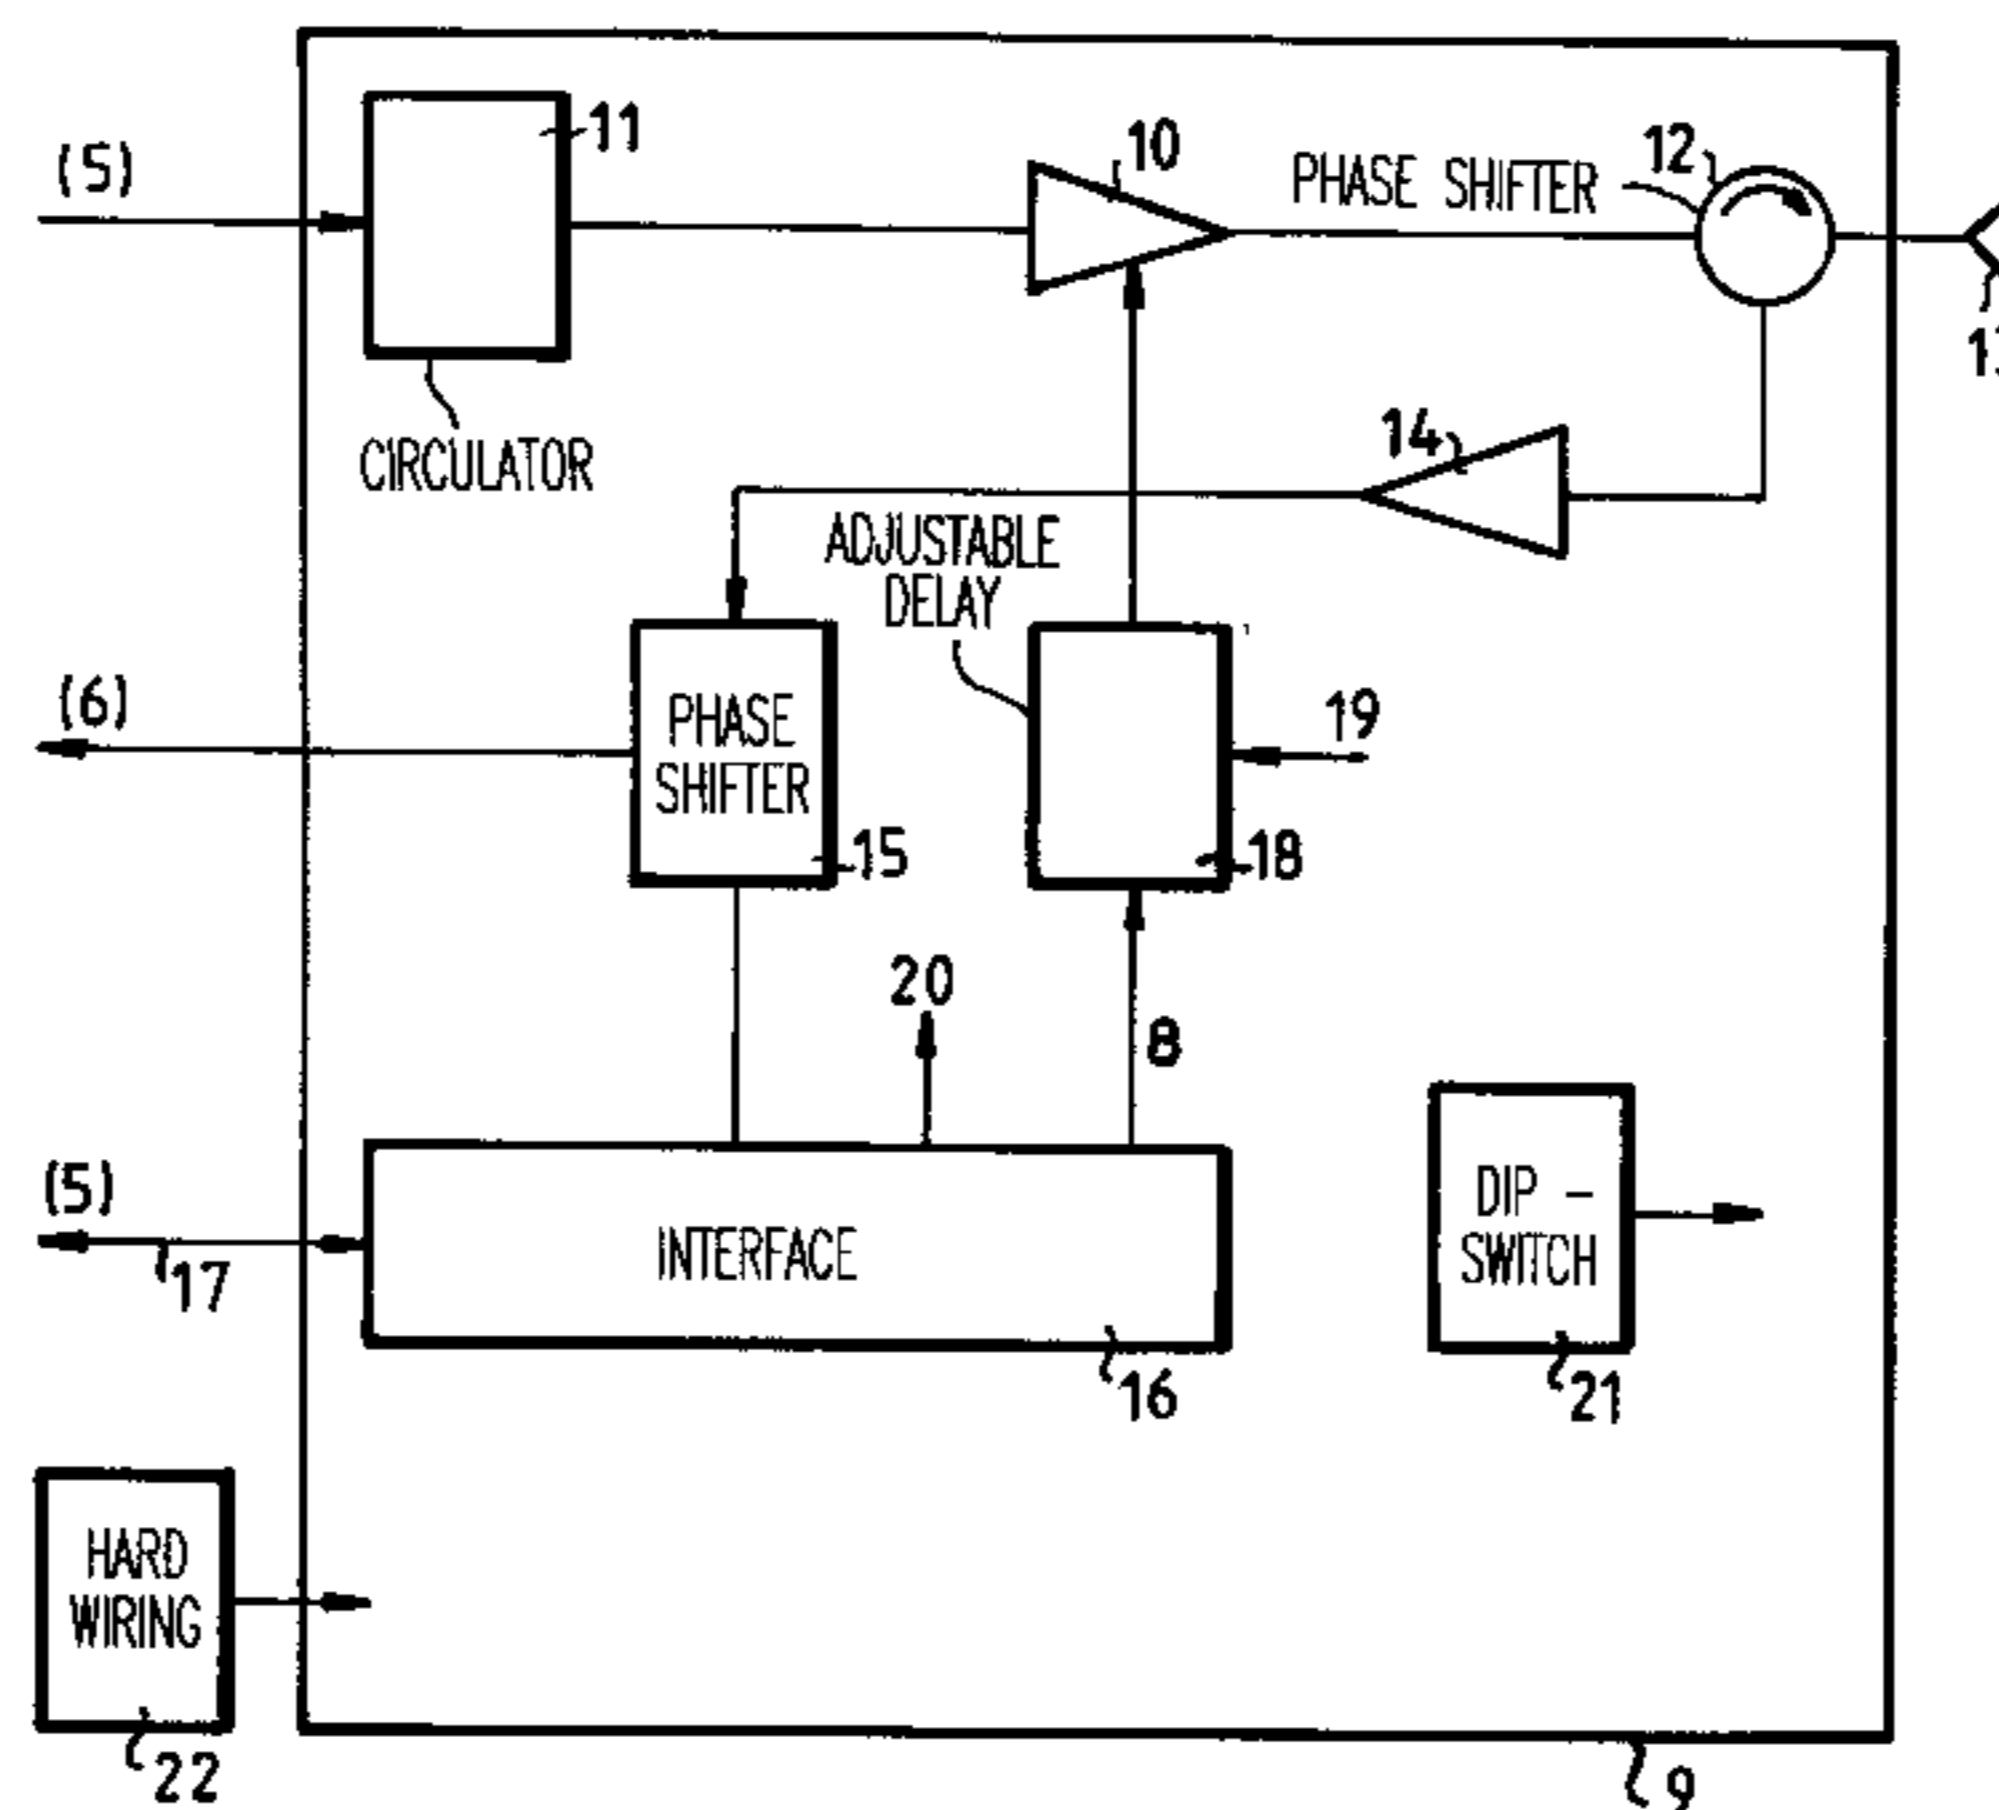 11
(5)
10
PHASE SHIFTER
12
CIRCULATOR
14
ADJUSTABLE
DELAY
(6)
PHASE
SHIFTER
15
19
18
20
8
(5)
17
INTERFACE
16
DIP -
SWITCH
21
HARD
WIRING
22
9